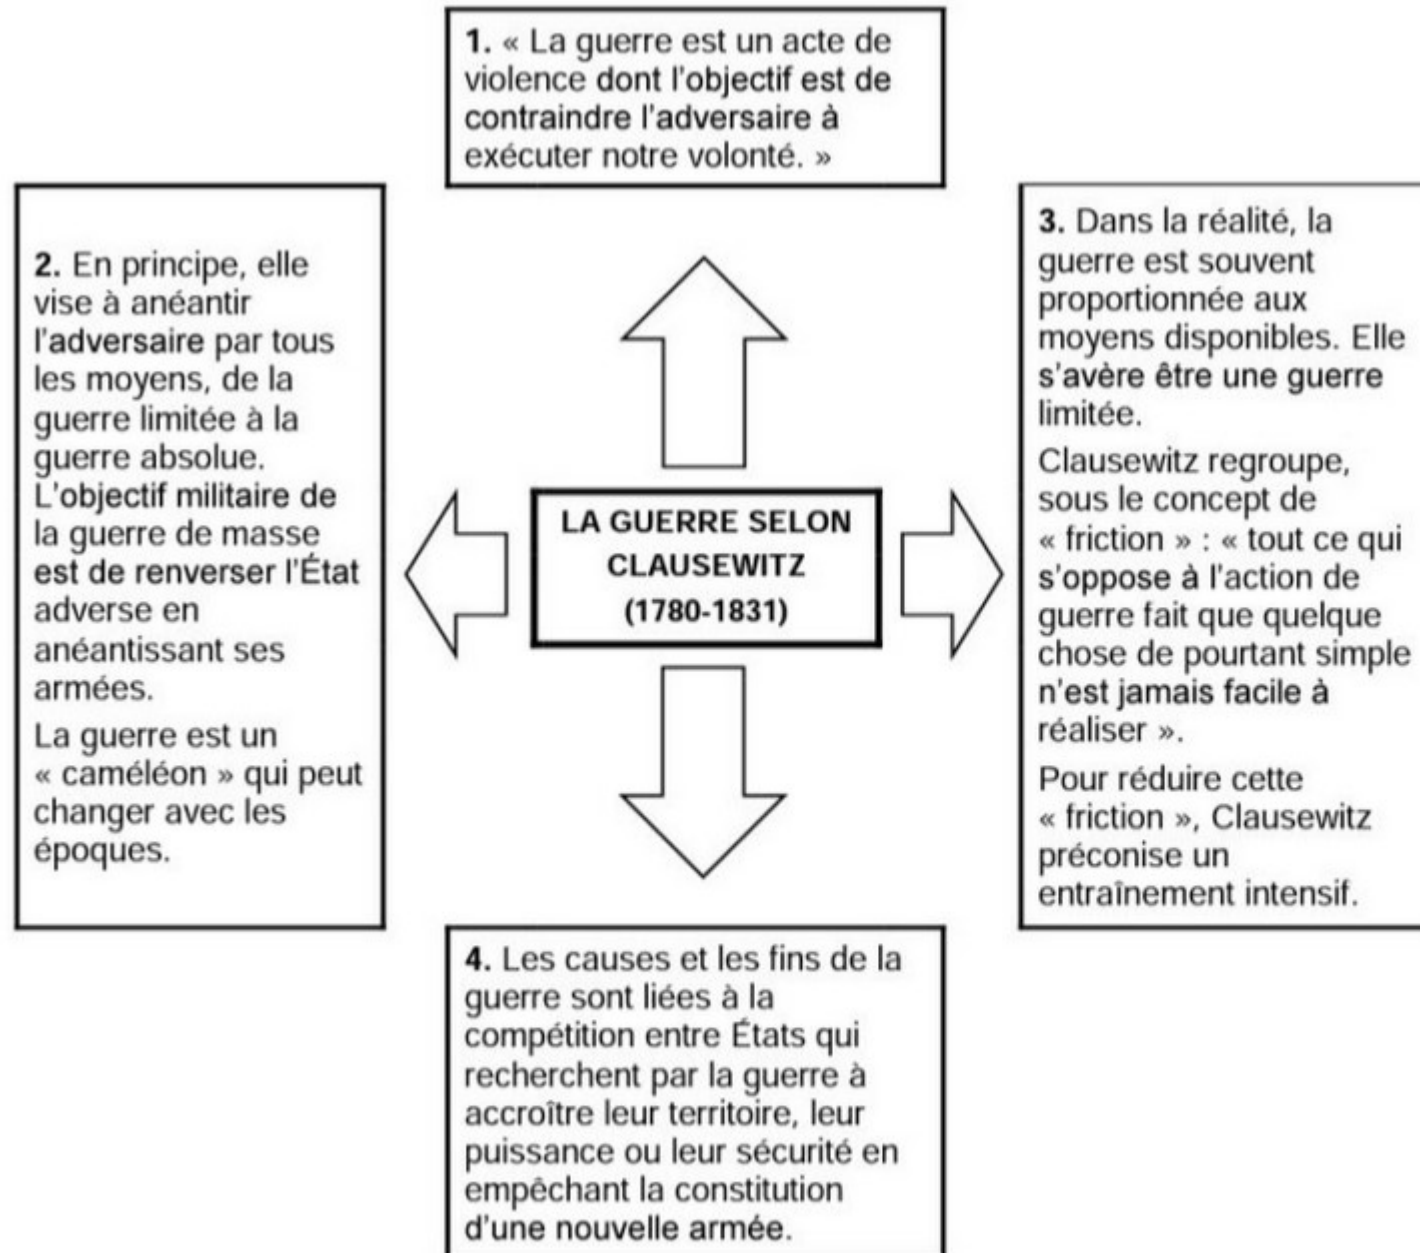 1. « La guerre est un acte de
violence dont l'objectif est de
contraindre l'adversaire à
exécuter notre volonté. »
2. En principe, elle
vise à anéantir
l'adversaire par tous
les moyens, de la
guerre limitée à la
guerre absolue.
L'objectif militaire de
la guerre de masse
est de renverser l'État
adverse en
anéantissant ses
armées.
La guerre est un
« caméléon » qui peut
changer avec les
époques.
LA GUERRE SELON
CLAUSEWITZ
(1780-1831)
3. Dans la réalité, la
guerre est souvent
proportionnée aux
moyens disponibles. Elle
s'avère être une guerre
limitée.
Clausewitz regroupe,
sous le concept de
« friction » : « tout ce qui
s'oppose à l'action de
guerre fait que quelque
chose de pourtant simple
n'est jamais facile à
réaliser ».
Pour réduire cette
« friction », Clausewitz
préconise un
entraînement intensif.
4. Les causes et les fins de la
guerre sont liées à la
compétition entre États qui
recherchent par la guerre à
accroître leur territoire, leur
puissance ou leur sécurité en
empêchant la constitution
d'une nouvelle armée.